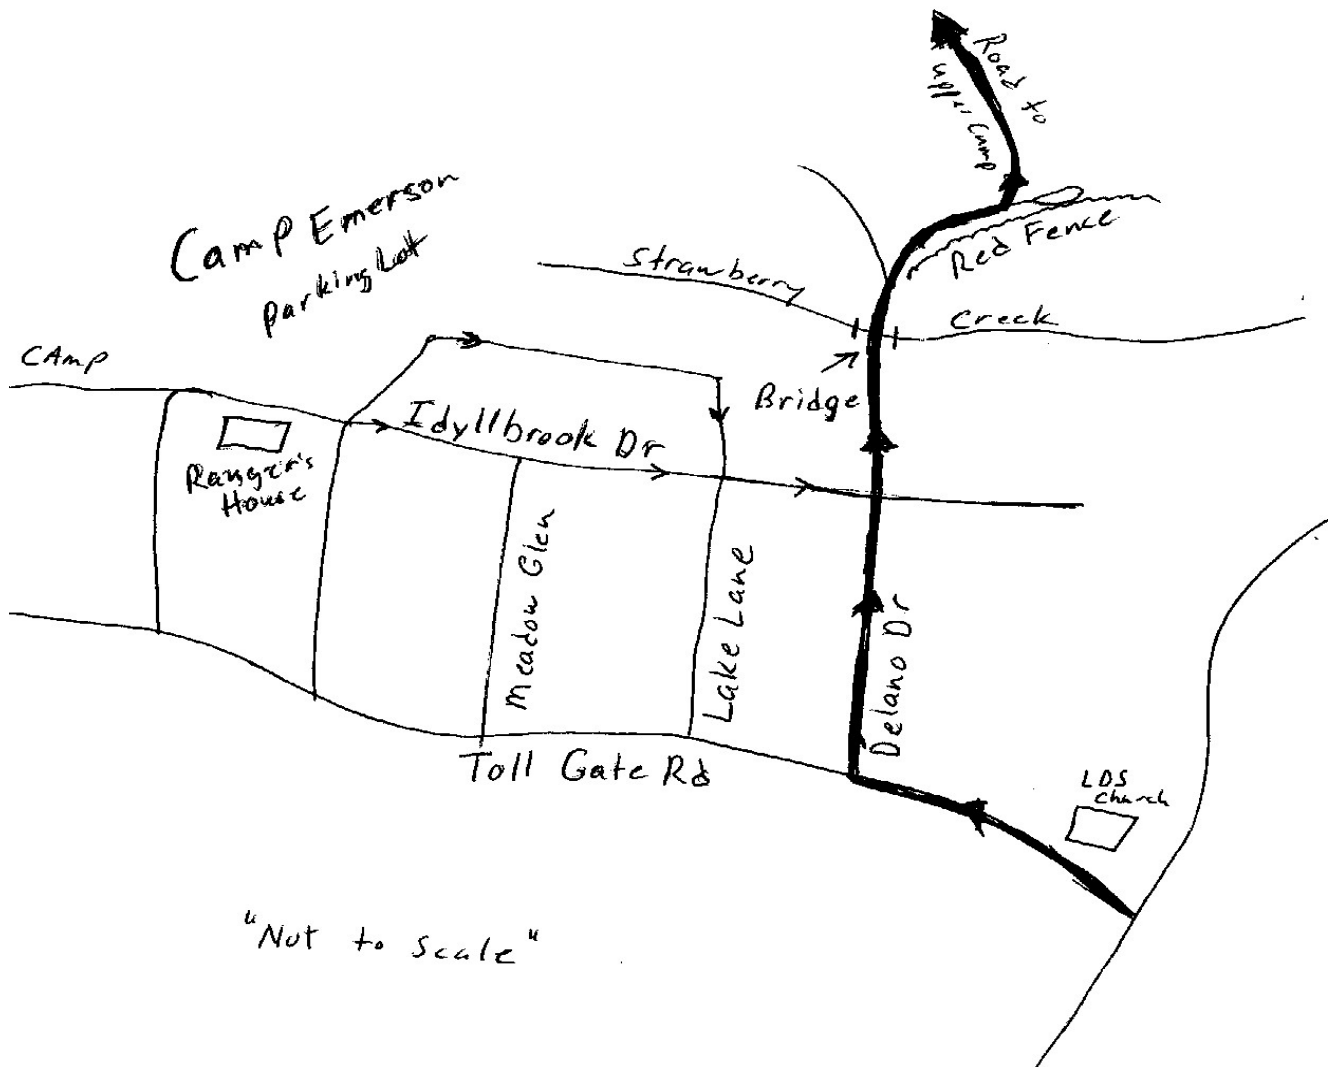 Road to
upper Camp
Camp Emerson
Parking Lot
Red Fence
Strawberry
Creek
CAmp
Bridge
Idyllbrook Dr
Ranger's
House
Meadow Glen
Lake Lane
Delano Dr
Toll Gate Rd
LDS
Church
"Not to Scale"